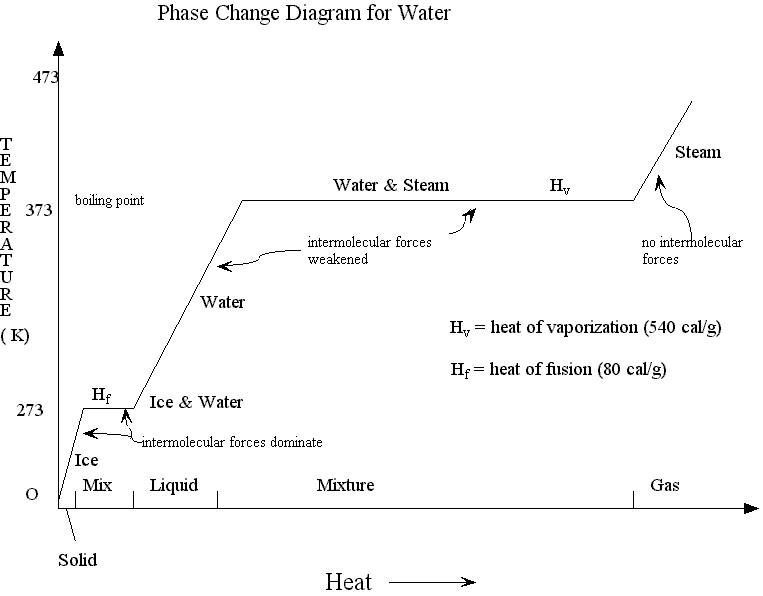 Phase Change Diagram for Water
473
TEMPERATURE
( K)
Steam
Water & Steam
Hv
boiling point
373
intermolecular forces
weakened
no intermolecular
forces
Water
Hv = heat of vaporization (540 cal/g)
Hf = heat of fusion (80 cal/g)
Hf
Ice & Water
273
intermolecular forces dominate
Ice
O
Mix
Liquid
Mixture
Gas
Solid
Heat